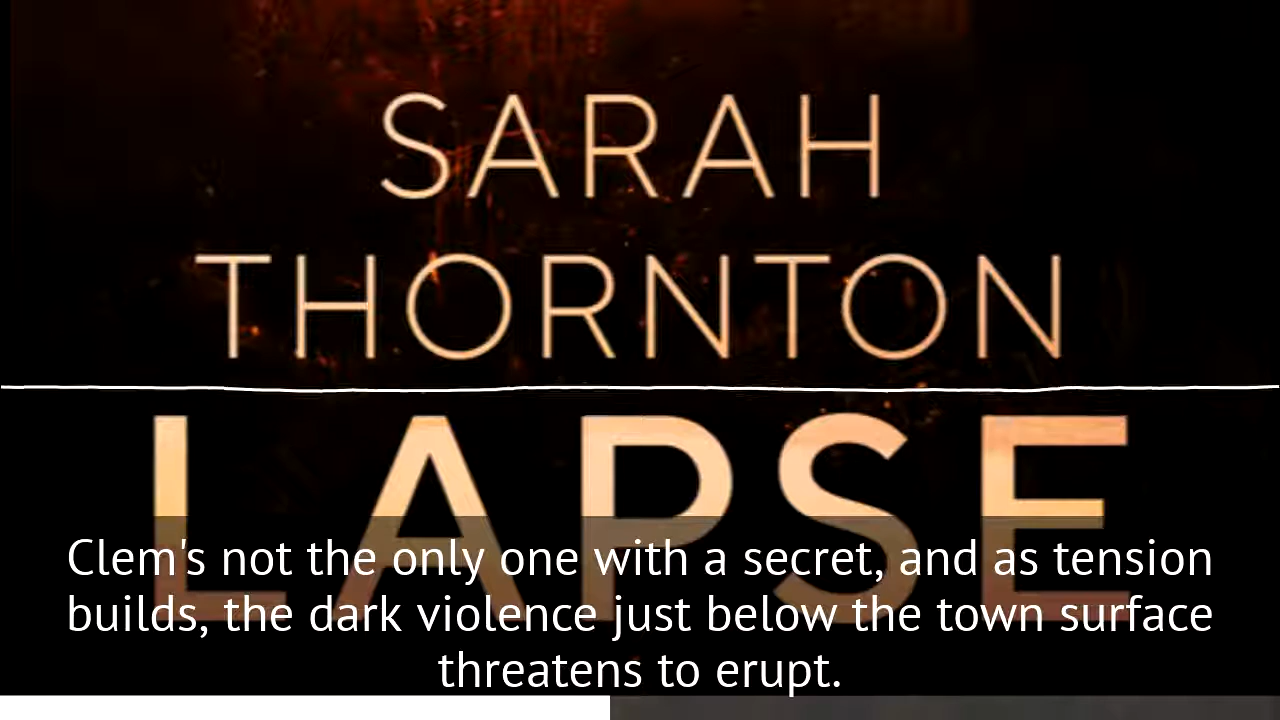 SARAH
THORNTON
LAPSE
Clem's not the only one with a secret, and as tension
builds, the dark violence just below the town surface
threatens to erupt.